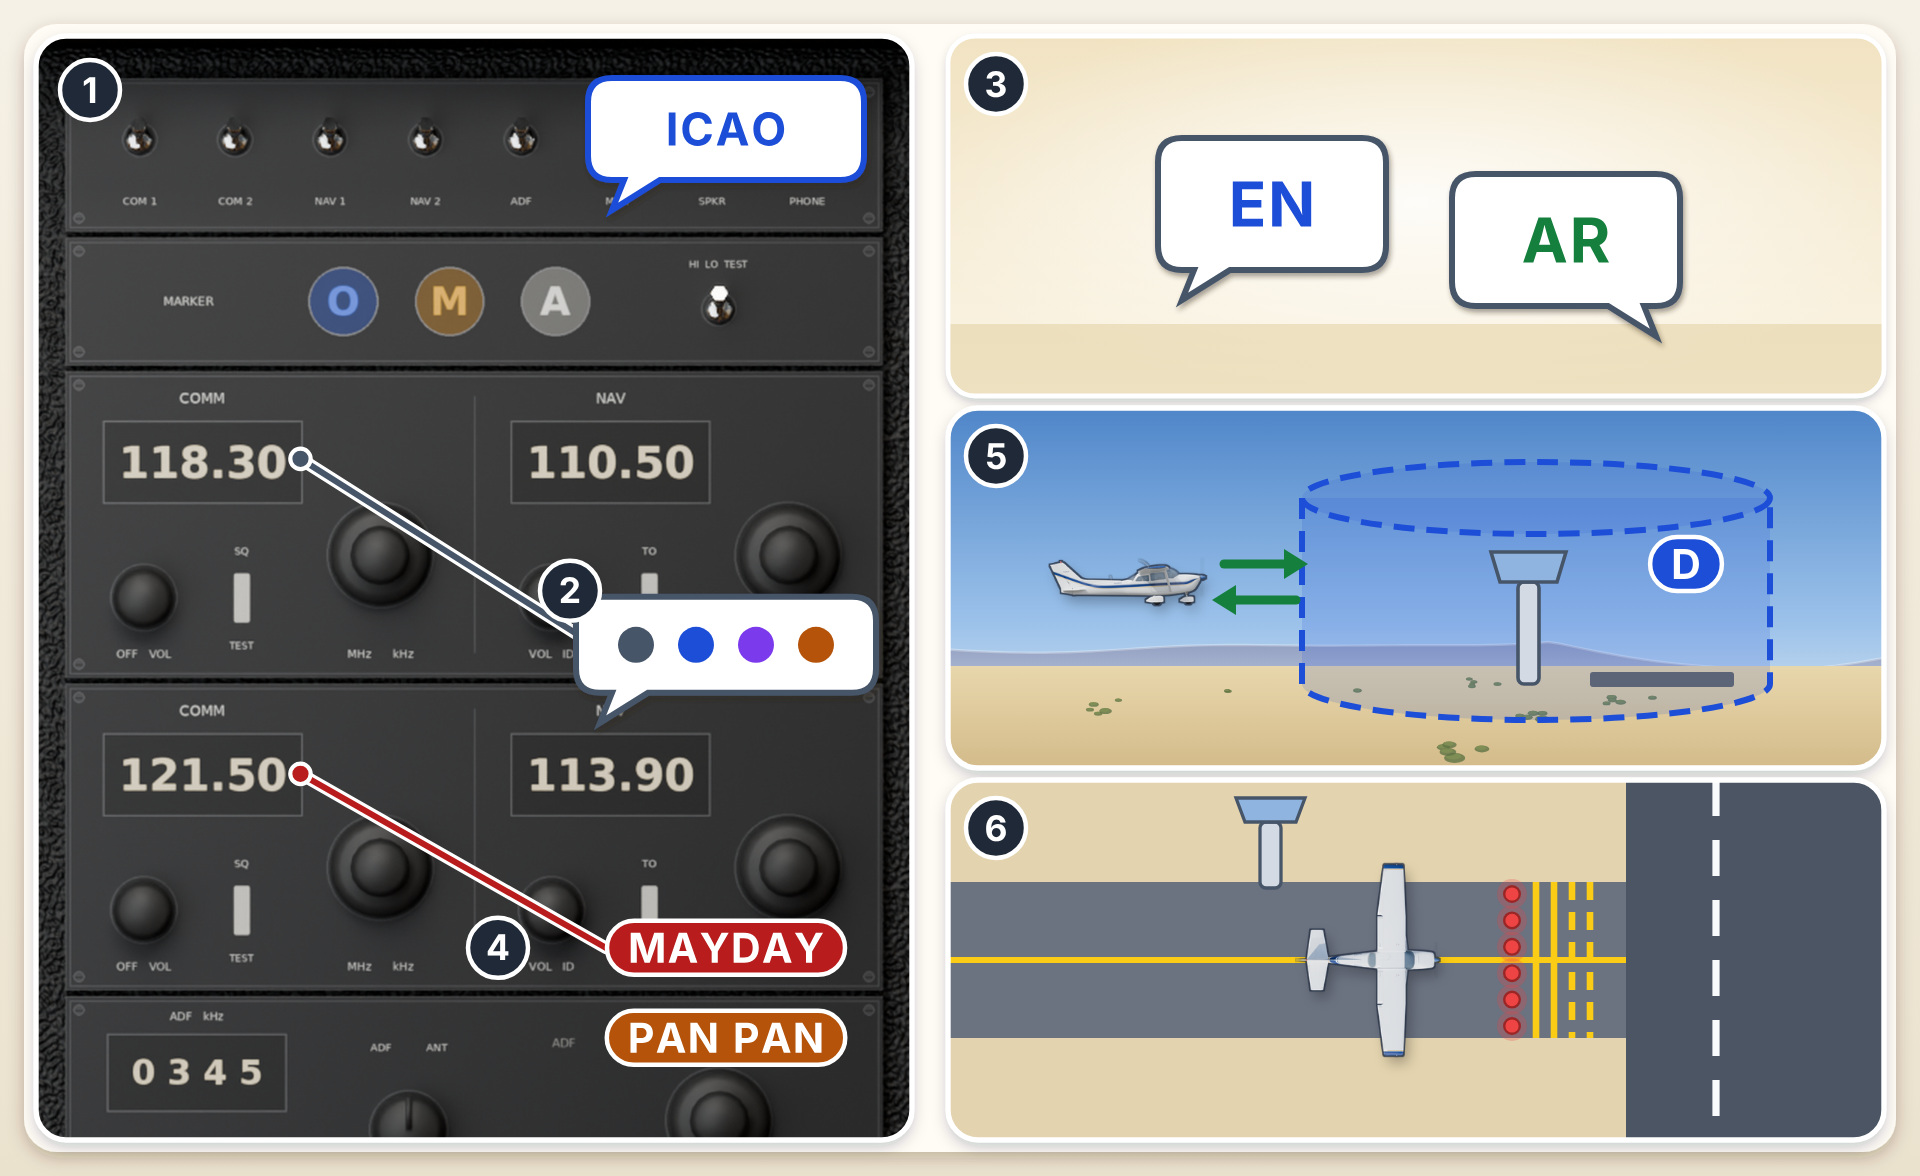 1
ICAO
COM 1
COM 2
NAV 1
NAV 2
ADF
SPKR
PHONE
MARKER
O
M
A
HI LO TEST
COMM
NAV
118.30
110.50
SQ
TO
OFF VOL
TEST
MHz kHz
VOL ID
2
COMM
121.50
113.90
SQ
TO
OFF VOL
TEST
MHz kHz
4
VOL ID
MAYDAY
PAN PAN
ADF kHz
0345
ADF
ANT
ADF
3
EN
AR
5
D
6